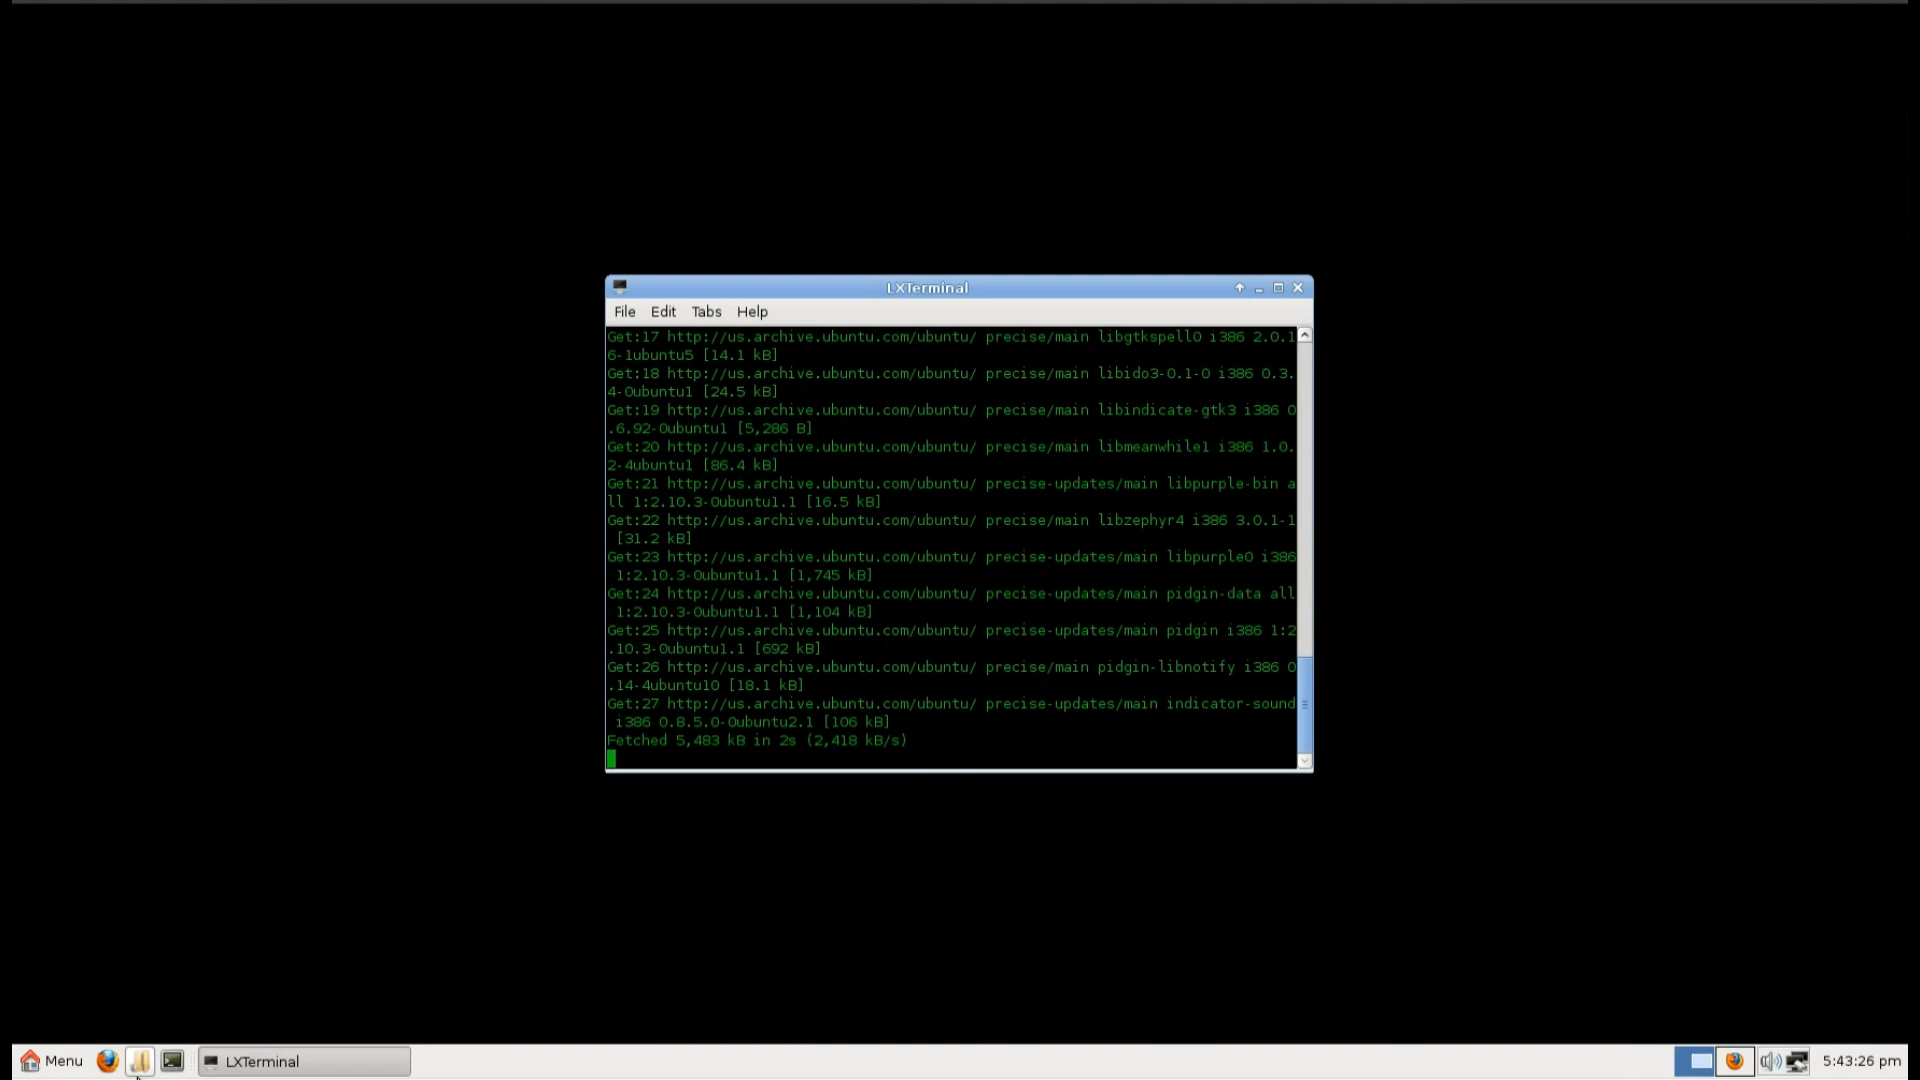 LXTerminal
File Edit Tabs Help
Get:17 http://us.archive.ubuntu.com/ubuntu/ precise/main libgtkspell0 i386 2.0.1
6-1ubuntu5 [14.1 kB]
Get:18 http://us.archive.ubuntu.com/ubuntu/ precise/main libido3-0.1-0 i386 0.3.
4-0ubuntu1 [24.5 kB]
Get:19 http://us.archive.ubuntu.com/ubuntu/ precise/main libindicate-gtk3 i386 0
.6.92-0ubuntu1 [5,286 B]
Get:20 http://us.archive.ubuntu.com/ubuntu/ precise/main libmeanwhile1 i386 1.0.
2-4ubuntu1 [86.4 kB]
Get:21 http://us.archive.ubuntu.com/ubuntu/ precise-updates/main libpurple-bin a
ll 1:2.10.3-0ubuntu1.1 [16.5 kB]
Get:22 http://us.archive.ubuntu.com/ubuntu/ precise/main libzephyr4 i386 3.0.1-1
[31.2 kB]
Get:23 http://us.archive.ubuntu.com/ubuntu/ precise-updates/main libpurple0 i386
1:2.10.3-0ubuntu1.1 [1,745 kB]
Get:24 http://us.archive.ubuntu.com/ubuntu/ precise-updates/main pidgin-data all
1:2.10.3-0ubuntu1.1 [1,104 kB]
Get:25 http://us.archive.ubuntu.com/ubuntu/ precise-updates/main pidgin i386 1:2
.10.3-0ubuntu1.1 [692 kB]
Get:26 http://us.archive.ubuntu.com/ubuntu/ precise/main pidgin-libnotify i386 0
.14-4ubuntu10 [18.1 kB]
Get:27 http://us.archive.ubuntu.com/ubuntu/ precise-updates/main indicator-sound
i386 0.8.5.0-0ubuntu2.1 [106 kB]
Fetched 5,483 kB in 2s (2,418 kB/s)
Menu LXTerminal 5:43:26 pm